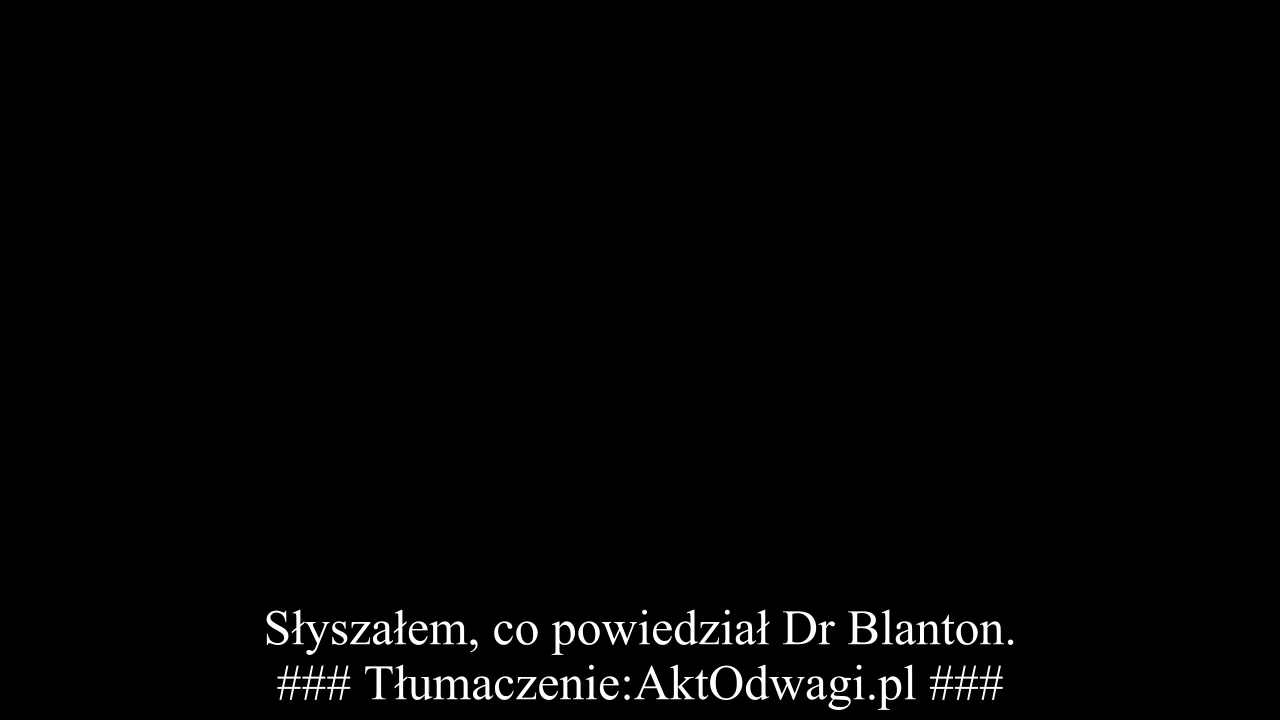 Słyszałem, co powiedział Dr Blanton.
### Tłumaczenie:AktOdwagi.pl ###